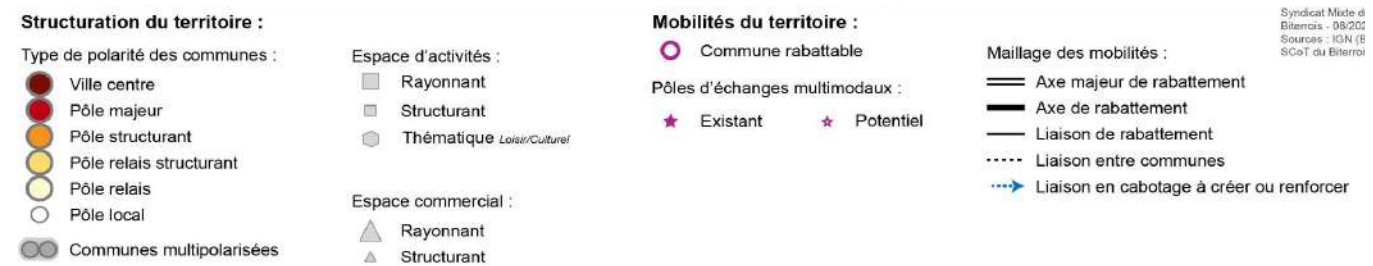 Structuration du territoire :
Type de polarité des communes :
Ville centre
Pôle majeur
Pôle structurant
Pôle relais structurant
Pôle relais
Pôle local
Communes multipolarisées
Espace d'activités :
Rayonnant
Structurant
Thématique Loisir/Culturel
Espace commercial :
Rayonnant
Structurant
Mobilités du territoire :
Commune rabattable
Pôles d'échanges multimodaux :
Existant
Potentiel
Maillage des mobilités :
Axe majeur de rabattement
Axe de rabattement
Liaison de rabattement
Liaison entre communes
Liaison en cabotage à créer ou renforcer
Syndicat Mixte d
Biterrois - 08/202
Sources : IGN (B
SCoT du Biterroi